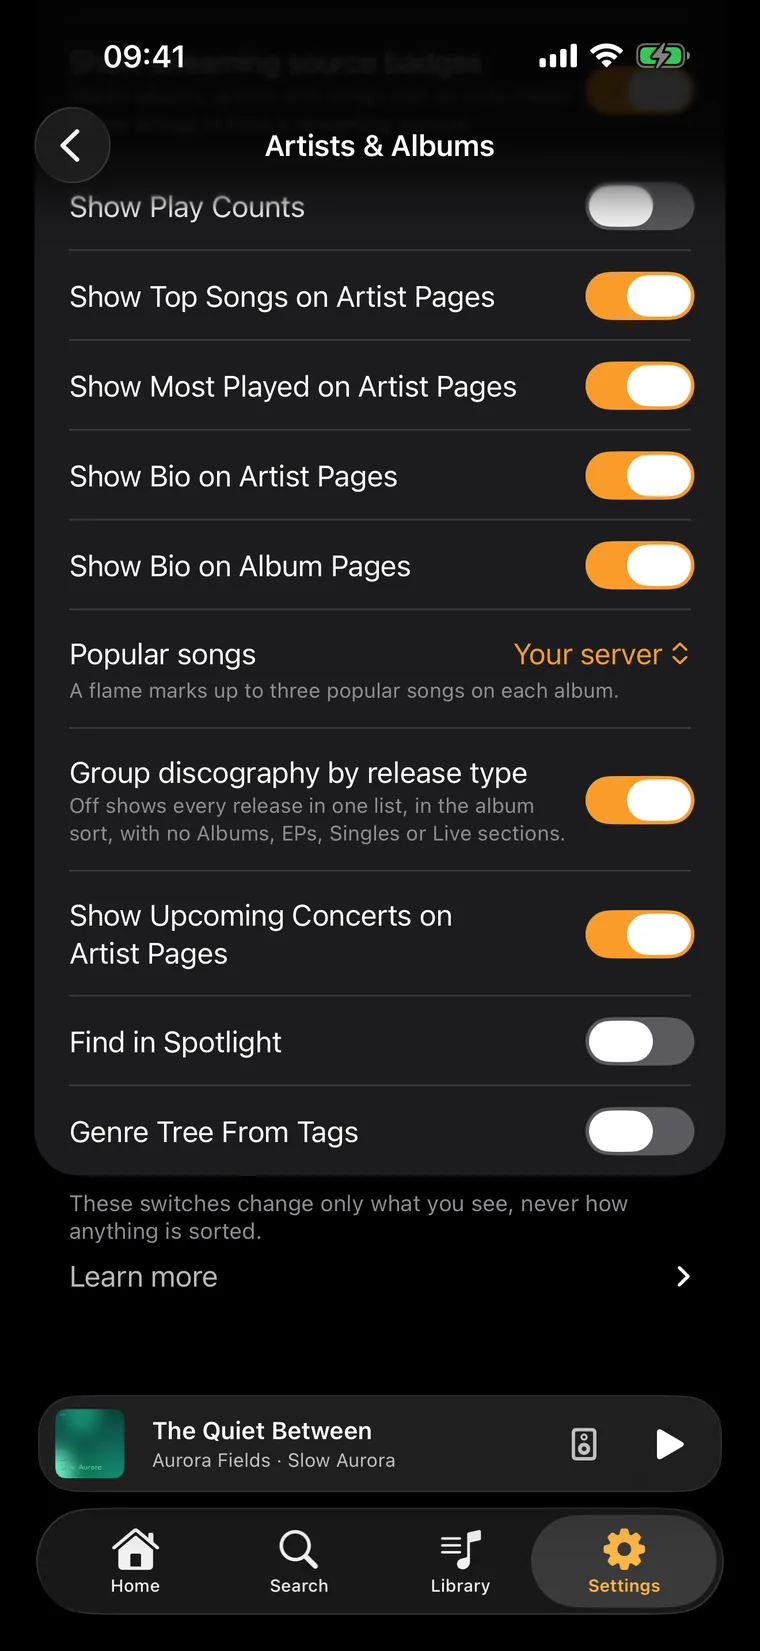 09:41
Artists & Albums
Show Play Counts
Show Top Songs on Artist Pages
Show Most Played on Artist Pages
Show Bio on Artist Pages
Show Bio on Album Pages
Popular songs
Your server
A flame marks up to three popular songs on each album.
Group discography by release type
Off shows every release in one list, in the album
sort, with no Albums, EPs, Singles or Live sections.
Show Upcoming Concerts on
Artist Pages
Find in Spotlight
Genre Tree From Tags
These switches change only what you see, never how
anything is sorted.
Learn more
The Quiet Between
Aurora Fields · Slow Aurora
Home
Search
Library
Settings